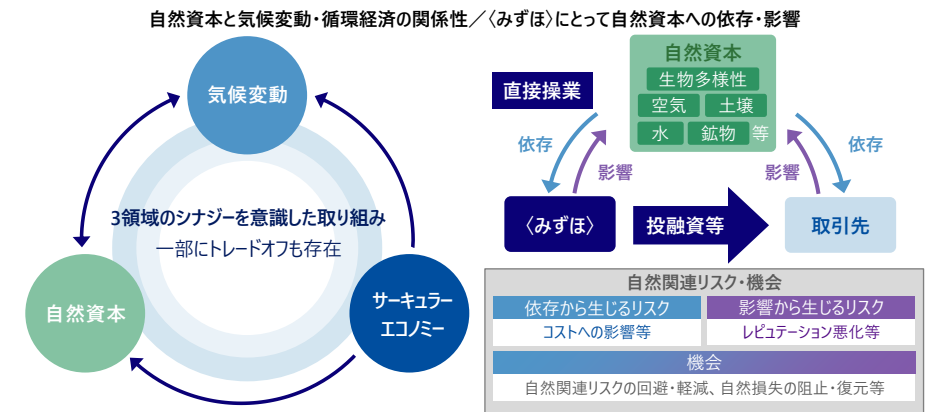 自然資本と気候変動・循環経済の関係性／〈みずほ〉にとって自然資本への依存・影響
気候変動
3領域のシナジーを意識した取り組み
一部にトレードオフも存在
自然資本
サーキュラー
エコノミー
自然資本
生物多様性
空気
土壌
水
鉱物
等
直接操業
依存
影響
影響
依存
〈みずほ〉
投融資等
取引先
自然関連リスク・機会
依存から生じるリスク
コストへの影響等
影響から生じるリスク
レピュテーション悪化等
機会
自然関連リスクの回避・軽減、自然損失の阻止・復元等